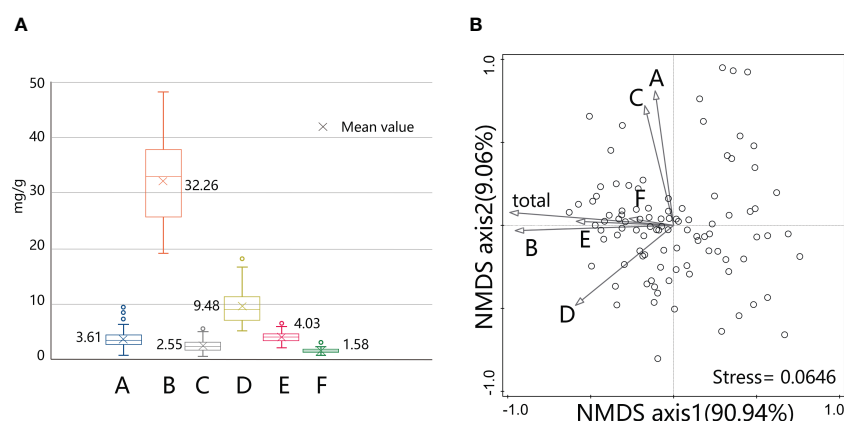 A
50
40
30
20
10
0
mg/g
× Mean value
3.61
32.26
2.55
9.48
4.03
1.58
A B C D E F
B
1.0
-1.0
NMDS axis2(9.06%)
A
C
F
total
E
B
D
Stress= 0.0646
-1.0 1.0
NMDS axis1(90.94%)